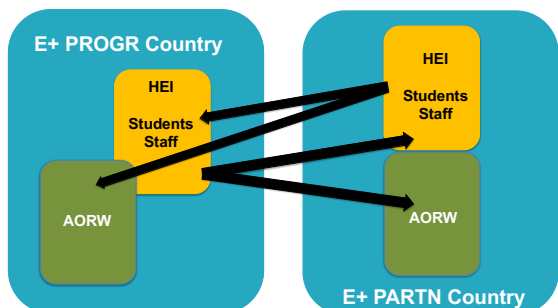 E+ PROGR Country
HEI
Students
Staff
AORW
HEI
Students
Staff
AORW
E+ PARTN Country